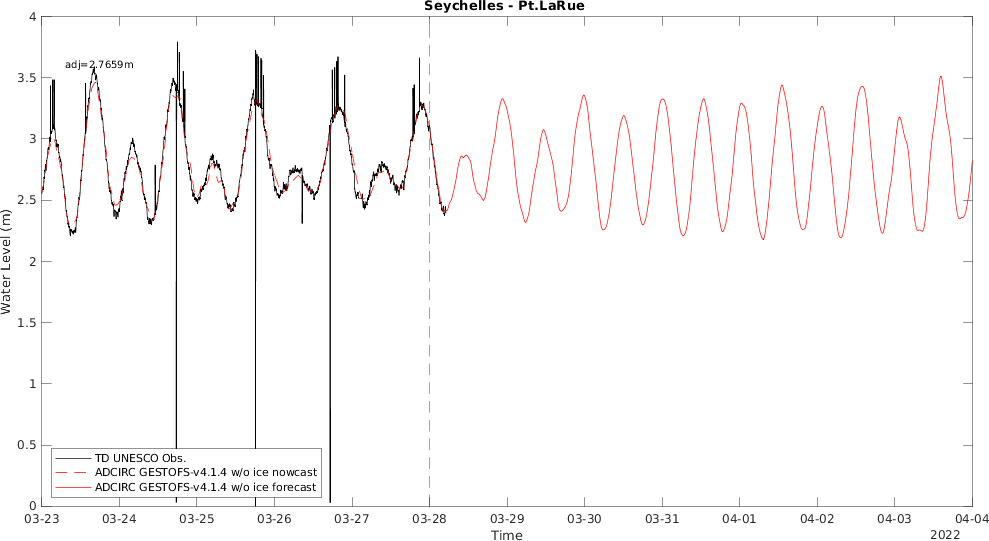 Seychelles - Pt.LaRue
adj=2.7659m
Water Level (m)
4
3.5
3
2.5
2
1.5
1
0.5
0
TD UNESCO Obs.
ADCIRC GESTOFS-v4.1.4 w/o ice nowcast
ADCIRC GESTOFS-v4.1.4 w/o ice forecast
03-23 03-24 03-25 03-26 03-27 03-28 03-29 03-30 03-31 04-01 04-02 04-03 04-04
Time
2022